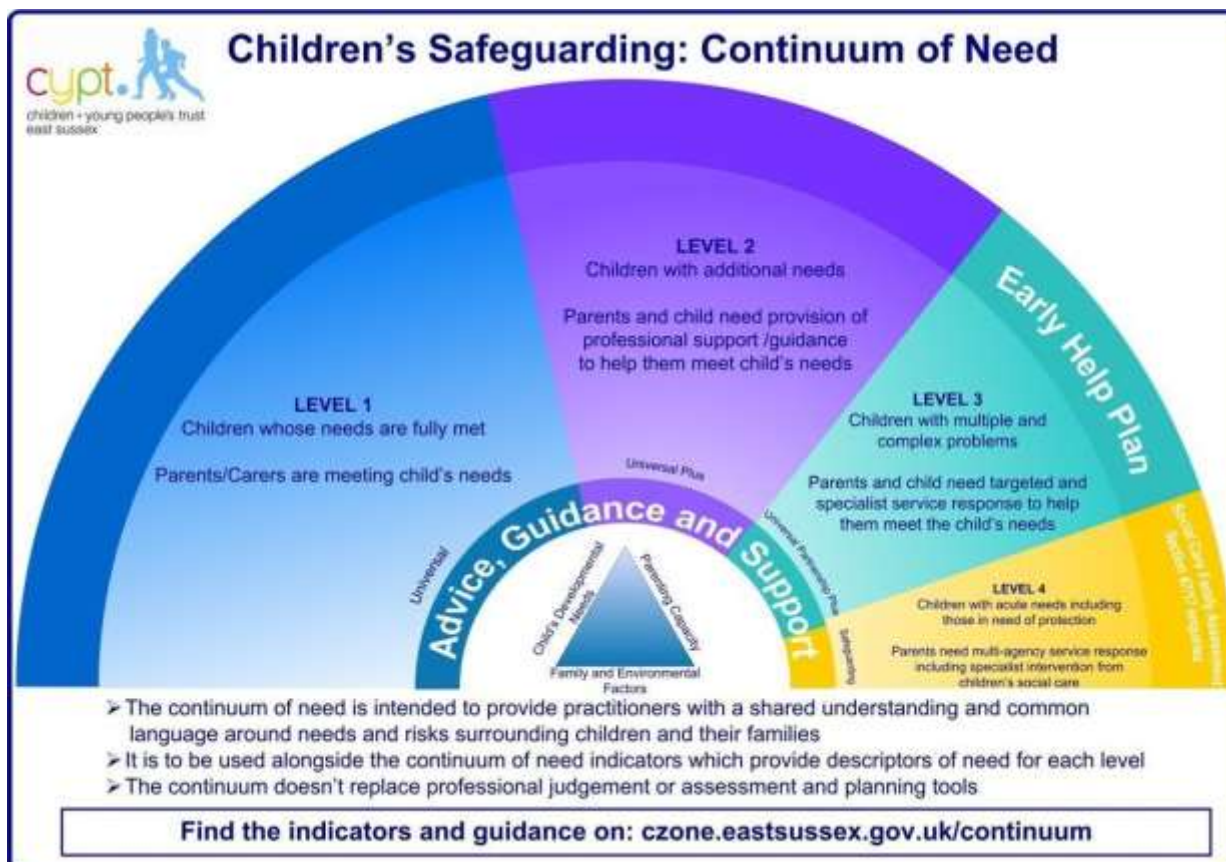 cypt.
children + young people's trust
east sussex
Children's Safeguarding: Continuum of Need
LEVEL 1
Children whose needs are fully met
Parents/Carers are meeting child's needs
LEVEL 2
Children with additional needs
Parents and child need provision of
professional support /guidance
to help them meet child's needs
Early Help Plan
LEVEL 3
Children with multiple and
complex problems
Parents and child need targeted and
specialist service response to help
them meet the child's needs
Social Care Family Assessment
Section 47
LEVEL 4
Children with acute needs including
those in need of protection
Parents need multi-agency service response
including specialist intervention from
children's social care
Universal
Universal Plus
Universal Partnership Plus
Safeguarding
Advice, Guidance and Support
Child's Developmental
Needs
Parenting Capacity
Family and Environmental
Factors
➢ The continuum of need is intended to provide practitioners with a shared understanding and common
language around needs and risks surrounding children and their families
➢ It is to be used alongside the continuum of need indicators which provide descriptors of need for each level
➢ The continuum doesn't replace professional judgement or assessment and planning tools
Find the indicators and guidance on: czone.eastsussex.gov.uk/continuum